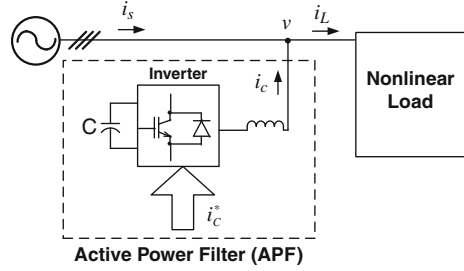 i_s
v
i_L
Inverter
i_c
Nonlinear
Load
C
i_C^*
Active Power Filter (APF)